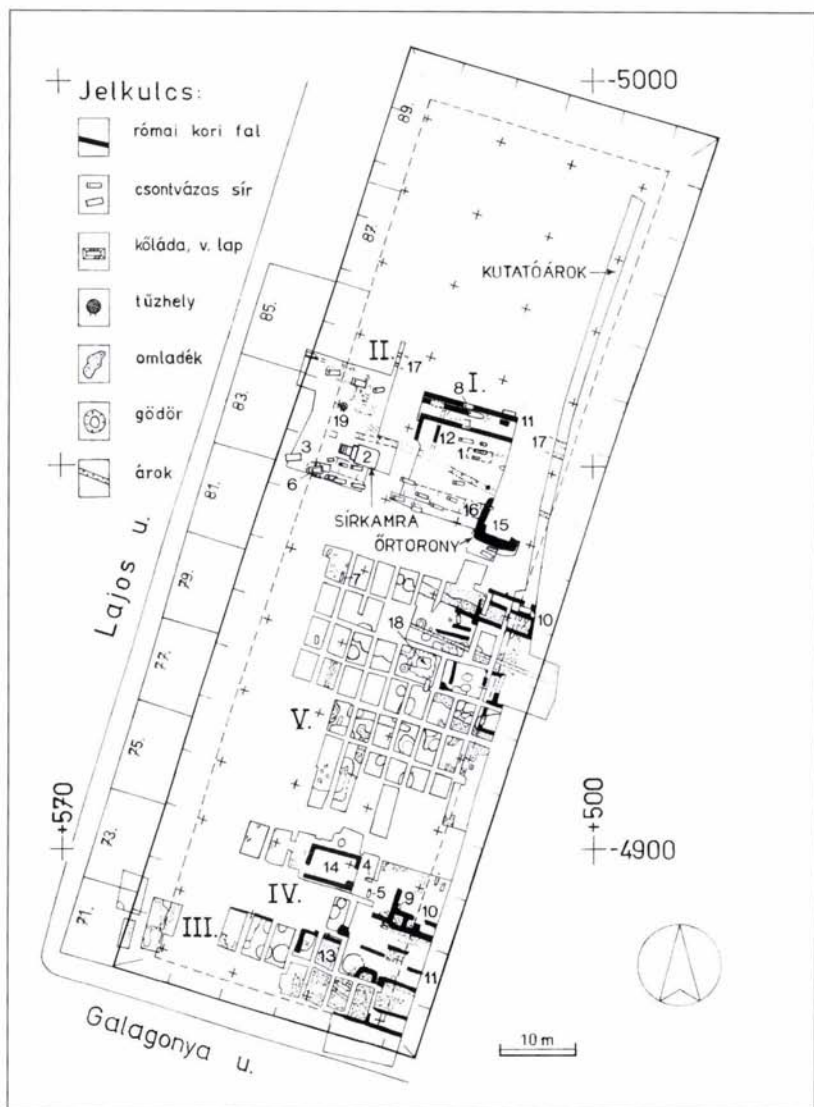 -5000
Jelkulcs:
római kori fal
csontvázas sír
kőláda, v. lap
tűzhely
omladék
gödör
árok
89.
87.
85.
83.
81.
79.
77.
75.
73.
71.
KUTATÓÁROK
II.
17
I.
8
11
12
1
19
3
2
6
17
16
15
SÍRKAMRA
ŐRTORONY
7
10
18
V.
Lajos u.
+570
+500
-4900
14
4
5
9
10
IV.
III.
13
11
Galagonya u.
10 m